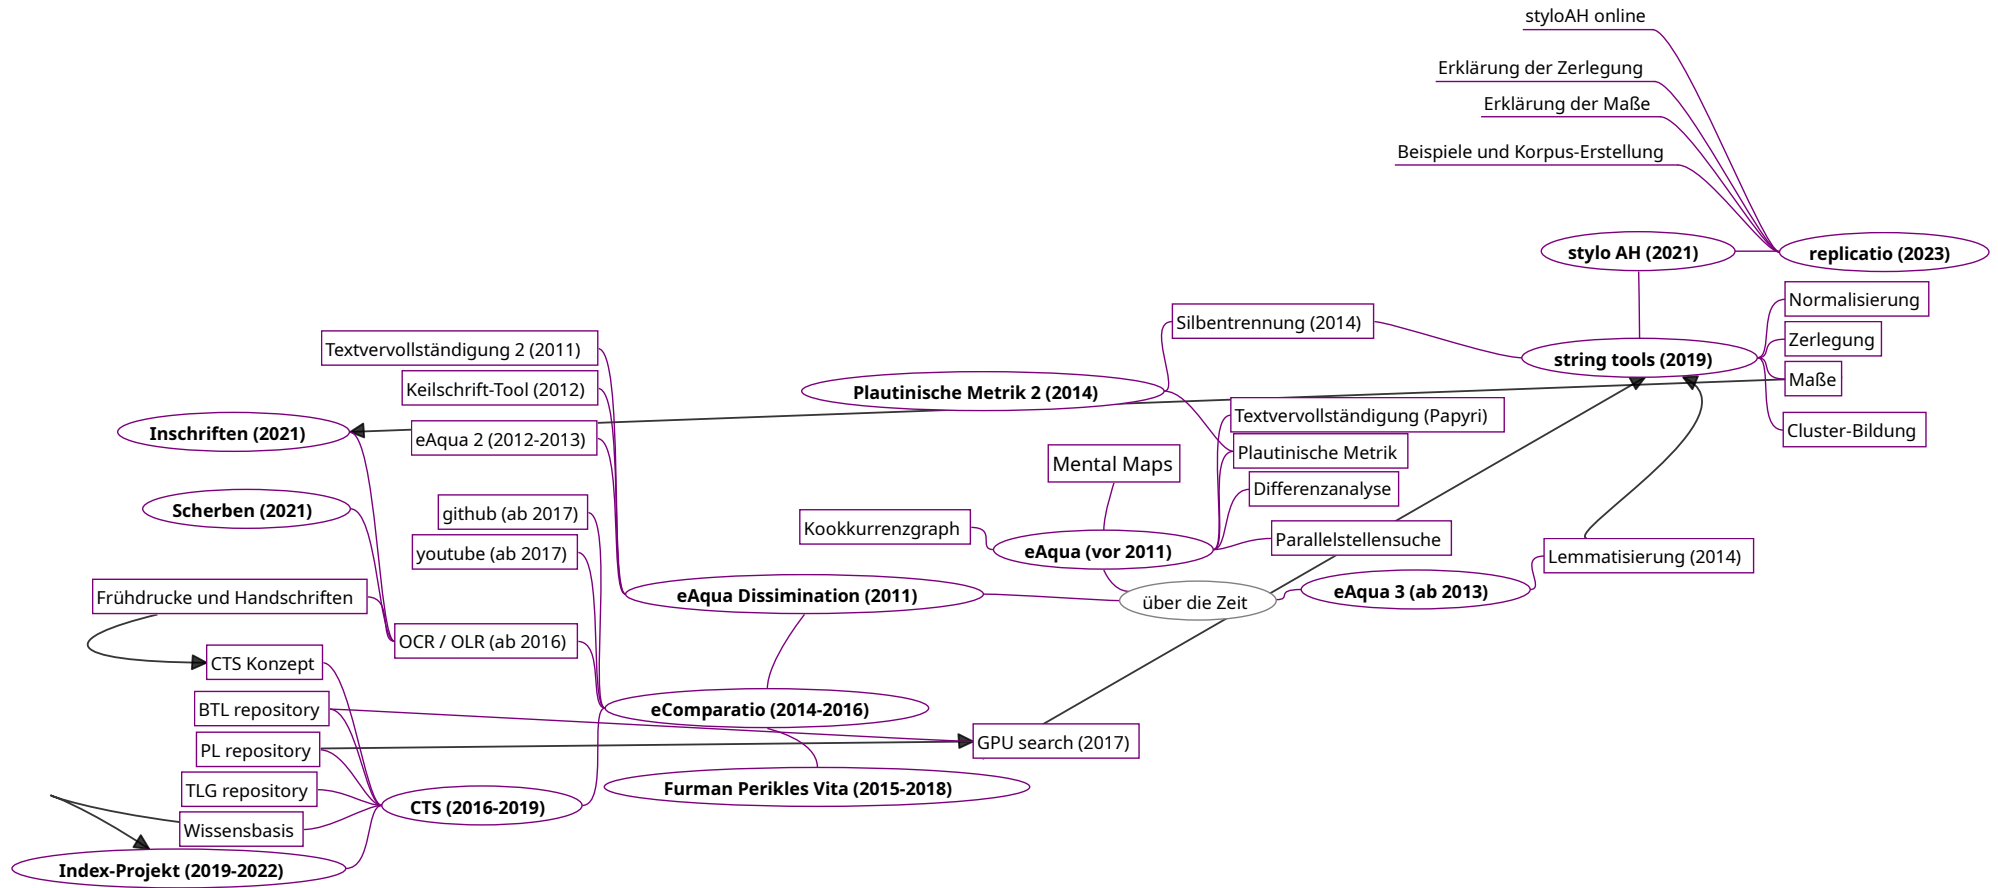 styloAH online
Erklärung der Zerlegung
Erklärung der Maße
Beispiele und Korpus-Erstellung
stylo AH (2021)
replicatio (2023)
Normalisierung
Silbentrennung (2014)
Zerlegung
Textvervollständigung 2 (2011)
string tools (2019)
Maße
Keilschrift-Tool (2012)
Plautinische Metrik 2 (2014)
Textvervollständigung (Papyri)
Cluster-Bildung
Inschriften (2021)
eAqua 2 (2012-2013)
Plautinische Metrik
Mental Maps
Differenzanalyse
Scherben (2021)
github (ab 2017)
Kookkurrenzgraph
Parallelstellensuche
youtube (ab 2017)
eAqua (vor 2011)
Lemmatisierung (2014)
Frühdrucke und Handschriften
eAqua Dissimination (2011)
über die Zeit
eAqua 3 (ab 2013)
OCR / OLR (ab 2016)
CTS Konzept
BTL repository
eComparatio (2014-2016)
PL repository
GPU search (2017)
TLG repository
Furman Perikles Vita (2015-2018)
CTS (2016-2019)
Wissensbasis
Index-Projekt (2019-2022)